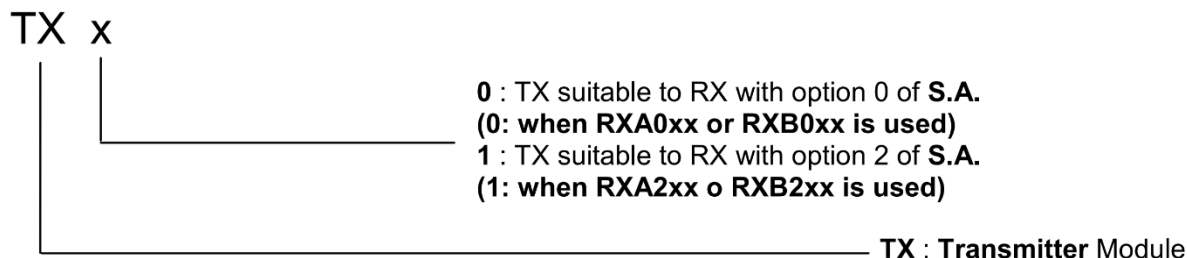 TX x
0 : TX suitable to RX with option 0 of S.A.
(0: when RXA0xx or RXB0xx is used)
1 : TX suitable to RX with option 2 of S.A.
(1: when RXA2xx o RXB2xx is used)
TX : Transmitter Module